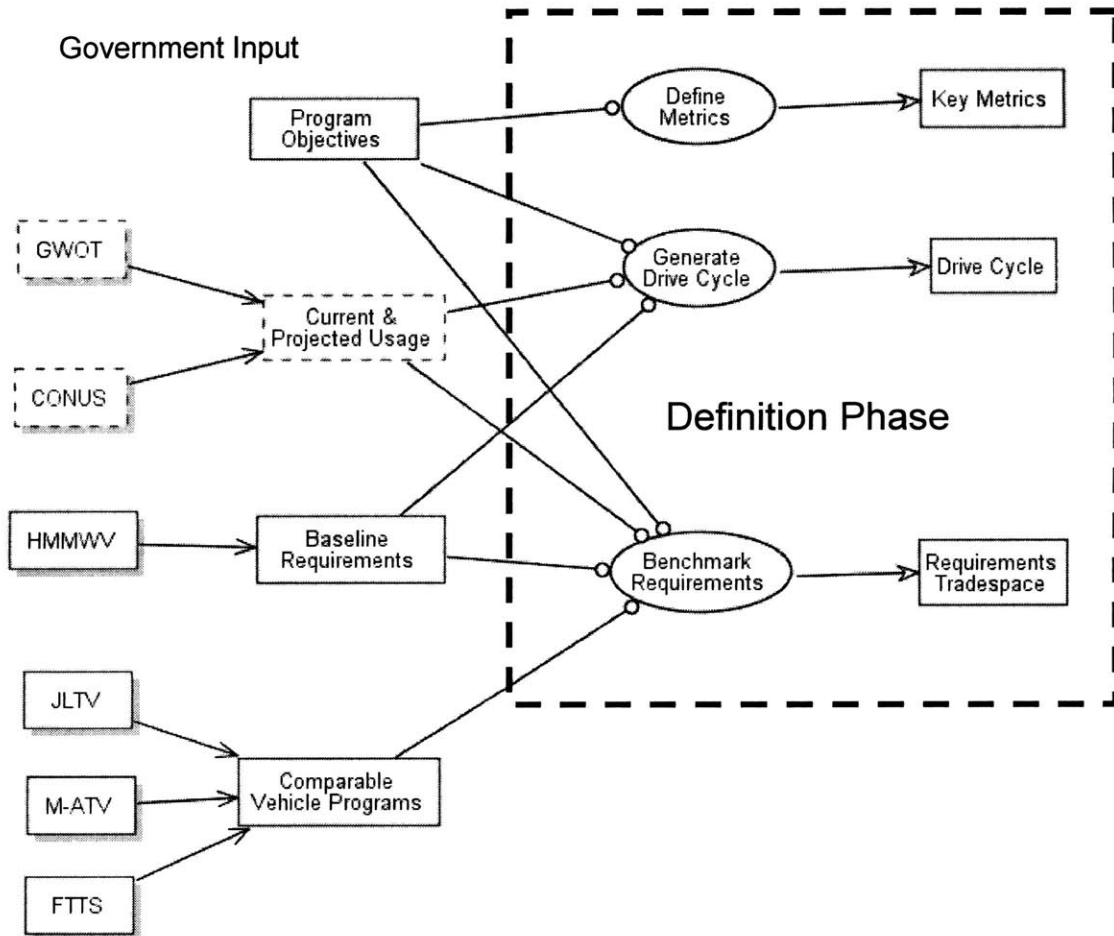 Government Input
Program
Objectives
Define
Metrics
Key Metrics
GWOT
Current &
Projected Usage
CONUS
Generate
Drive Cycle
Drive Cycle
Definition Phase
HMMWV
Baseline
Requirements
Benchmark
Requirements
Requirements
Tradespace
JLTV
M-ATV
FTTS
Comparable
Vehicle Programs